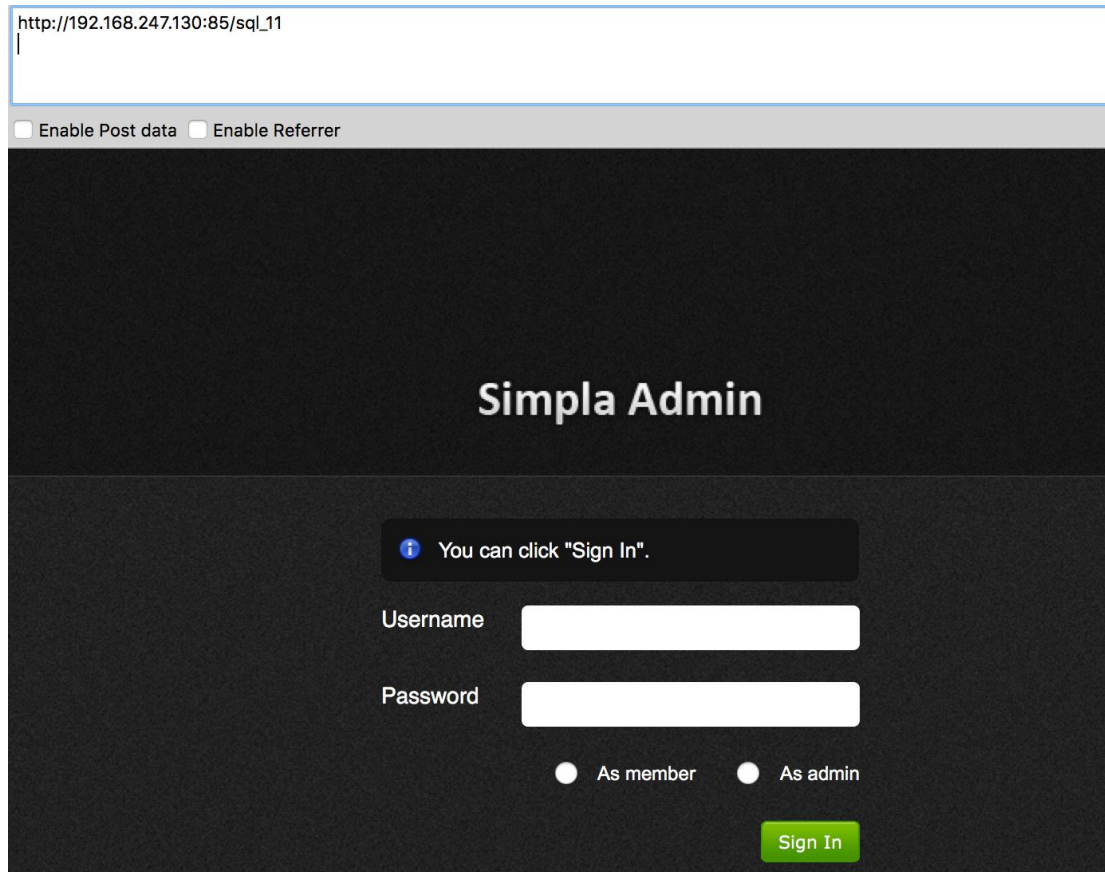 http://192.168.247.130:85/sql_11
Enable Post data Enable Referrer
Simpla Admin
You can click "Sign In".
Username
Password
As member As admin
Sign In